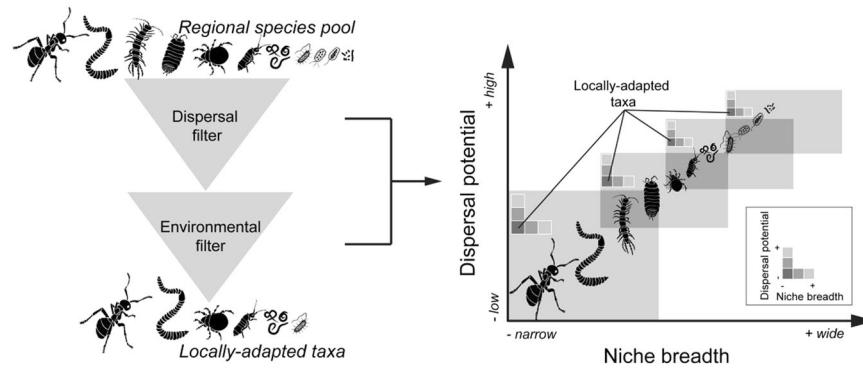 Regional species pool
Dispersal
filter
Environmental
filter
Locally-adapted taxa
Dispersal potential
- low
+ high
Locally-adapted
taxa
- narrow
+ wide
Niche breadth
Dispersal potential
+
-
- +
Niche breadth